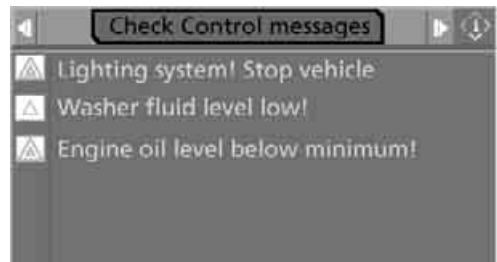 Check Control messages
Lighting system! Stop vehicle
Washer fluid level low!
Engine oil level below minimum!